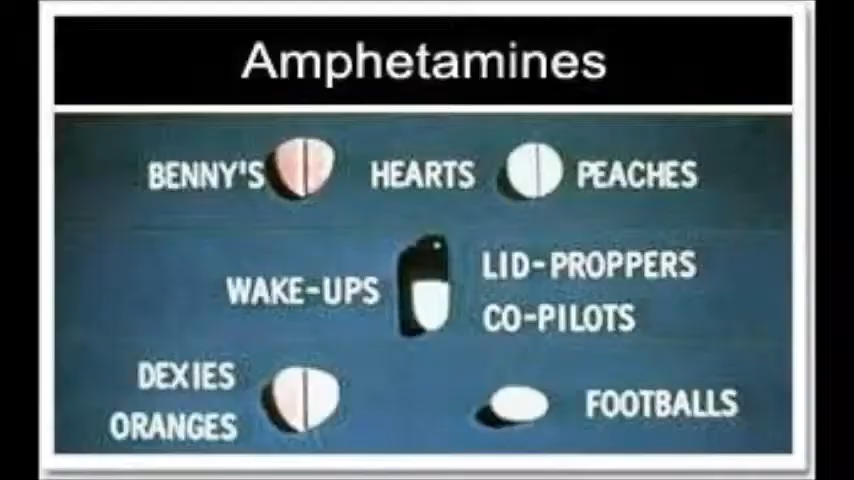 Amphetamines
BENNY'S HEARTS PEACHES
WAKE-UPS
LID-PROPPERS
CO-PILOTS
DEXIES
ORANGES
FOOTBALLS